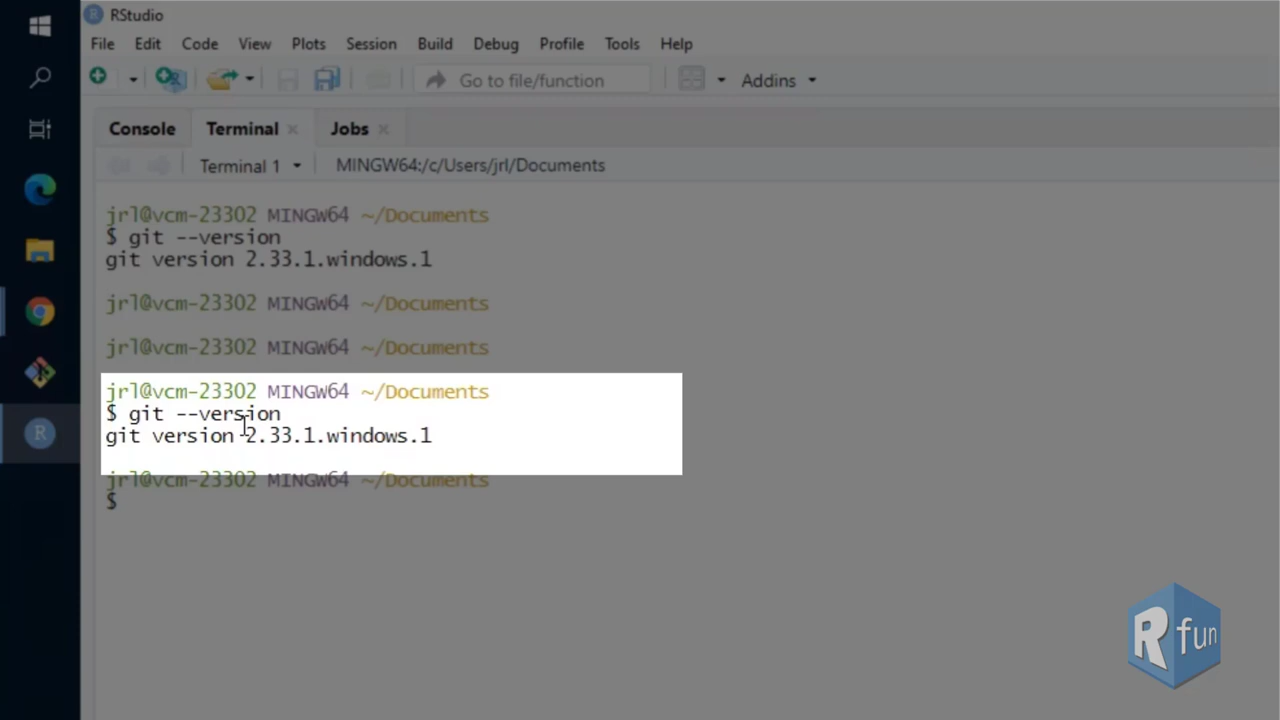 RStudio
File Edit Code View Plots Session Build Debug Profile Tools Help
Go to file/function Addins
Console Terminal Jobs
Terminal 1 MINGW64:/c/Users/jrl/Documents
jrl@vcm-23302 MINGW64 ~/Documents
$ git --version
git version 2.33.1.windows.1
jrl@vcm-23302 MINGW64 ~/Documents
jrl@vcm-23302 MINGW64 ~/Documents
jrl@vcm-23302 MINGW64 ~/Documents
$ git --version
git version 2.33.1.windows.1
jrl@vcm-23302 MINGW64 ~/Documents
$
R
R fun